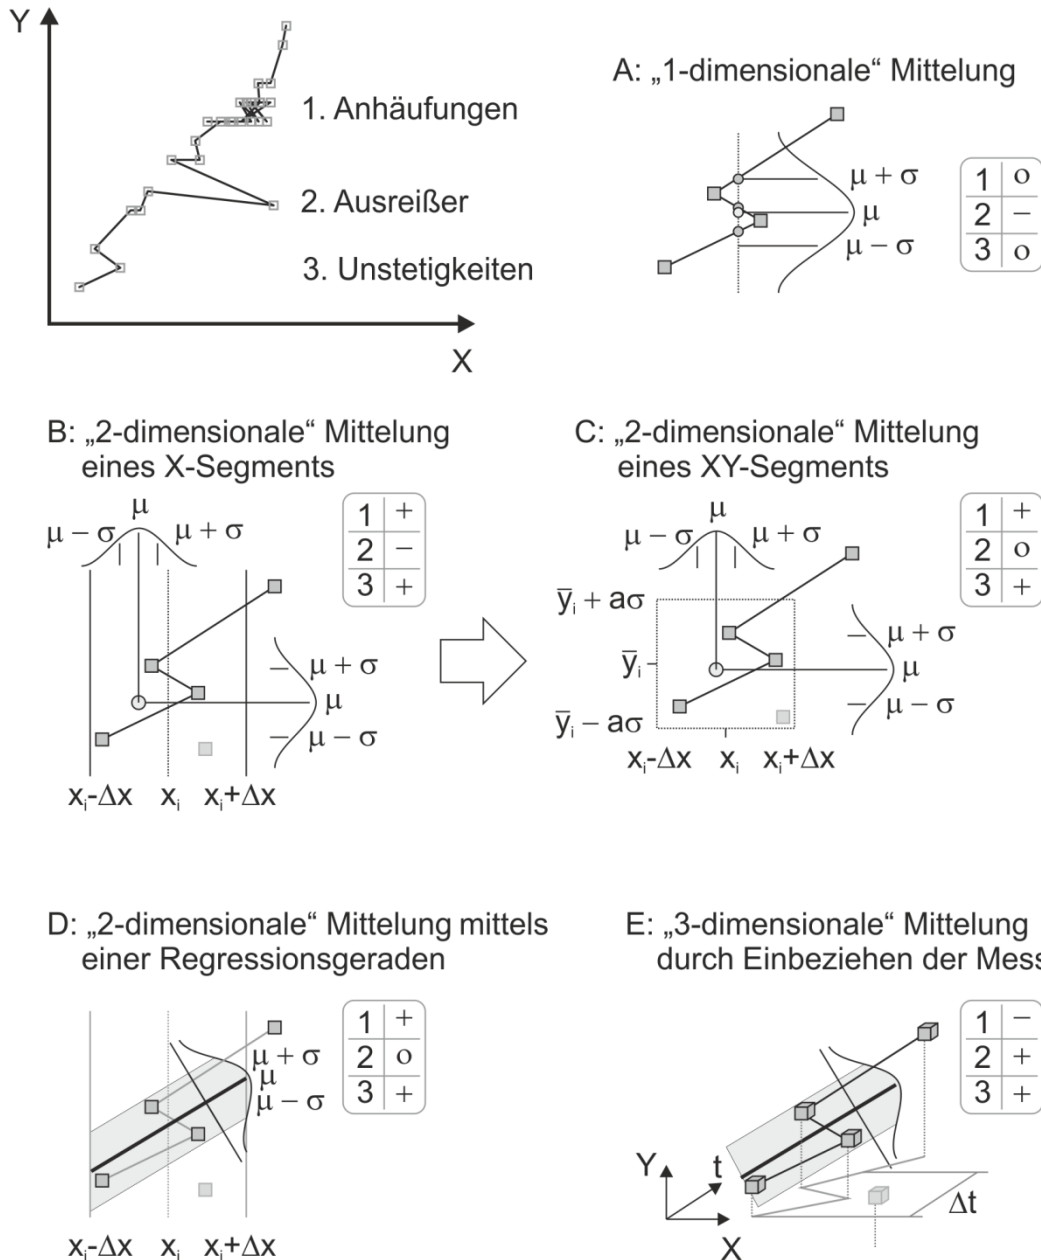 Y
1. Anhäufungen
2. Ausreißer
3. Unstetigkeiten
X
A: „1-dimensionale“ Mittelung
μ + σ
μ
μ − σ
1 o
2 −
3 o
B: „2-dimensionale“ Mittelung
eines X-Segments
μ
μ − σ
μ + σ
1 +
2 −
3 +
μ + σ
μ
μ − σ
xᵢ-Δx xᵢ xᵢ+Δx
C: „2-dimensionale“ Mittelung
eines XY-Segments
μ
μ − σ
μ + σ
1 +
2 o
3 +
ȳᵢ + aσ
ȳᵢ
ȳᵢ − aσ
μ + σ
μ
μ − σ
xᵢ-Δx xᵢ xᵢ+Δx
D: „2-dimensionale“ Mittelung mittels
einer Regressionsgeraden
1 +
2 o
3 +
μ + σ
μ
μ − σ
xᵢ-Δx xᵢ xᵢ+Δx
E: „3-dimensionale“ Mittelung
durch Einbeziehen der Mess
1 −
2 +
3 +
Y
t
X
Δt